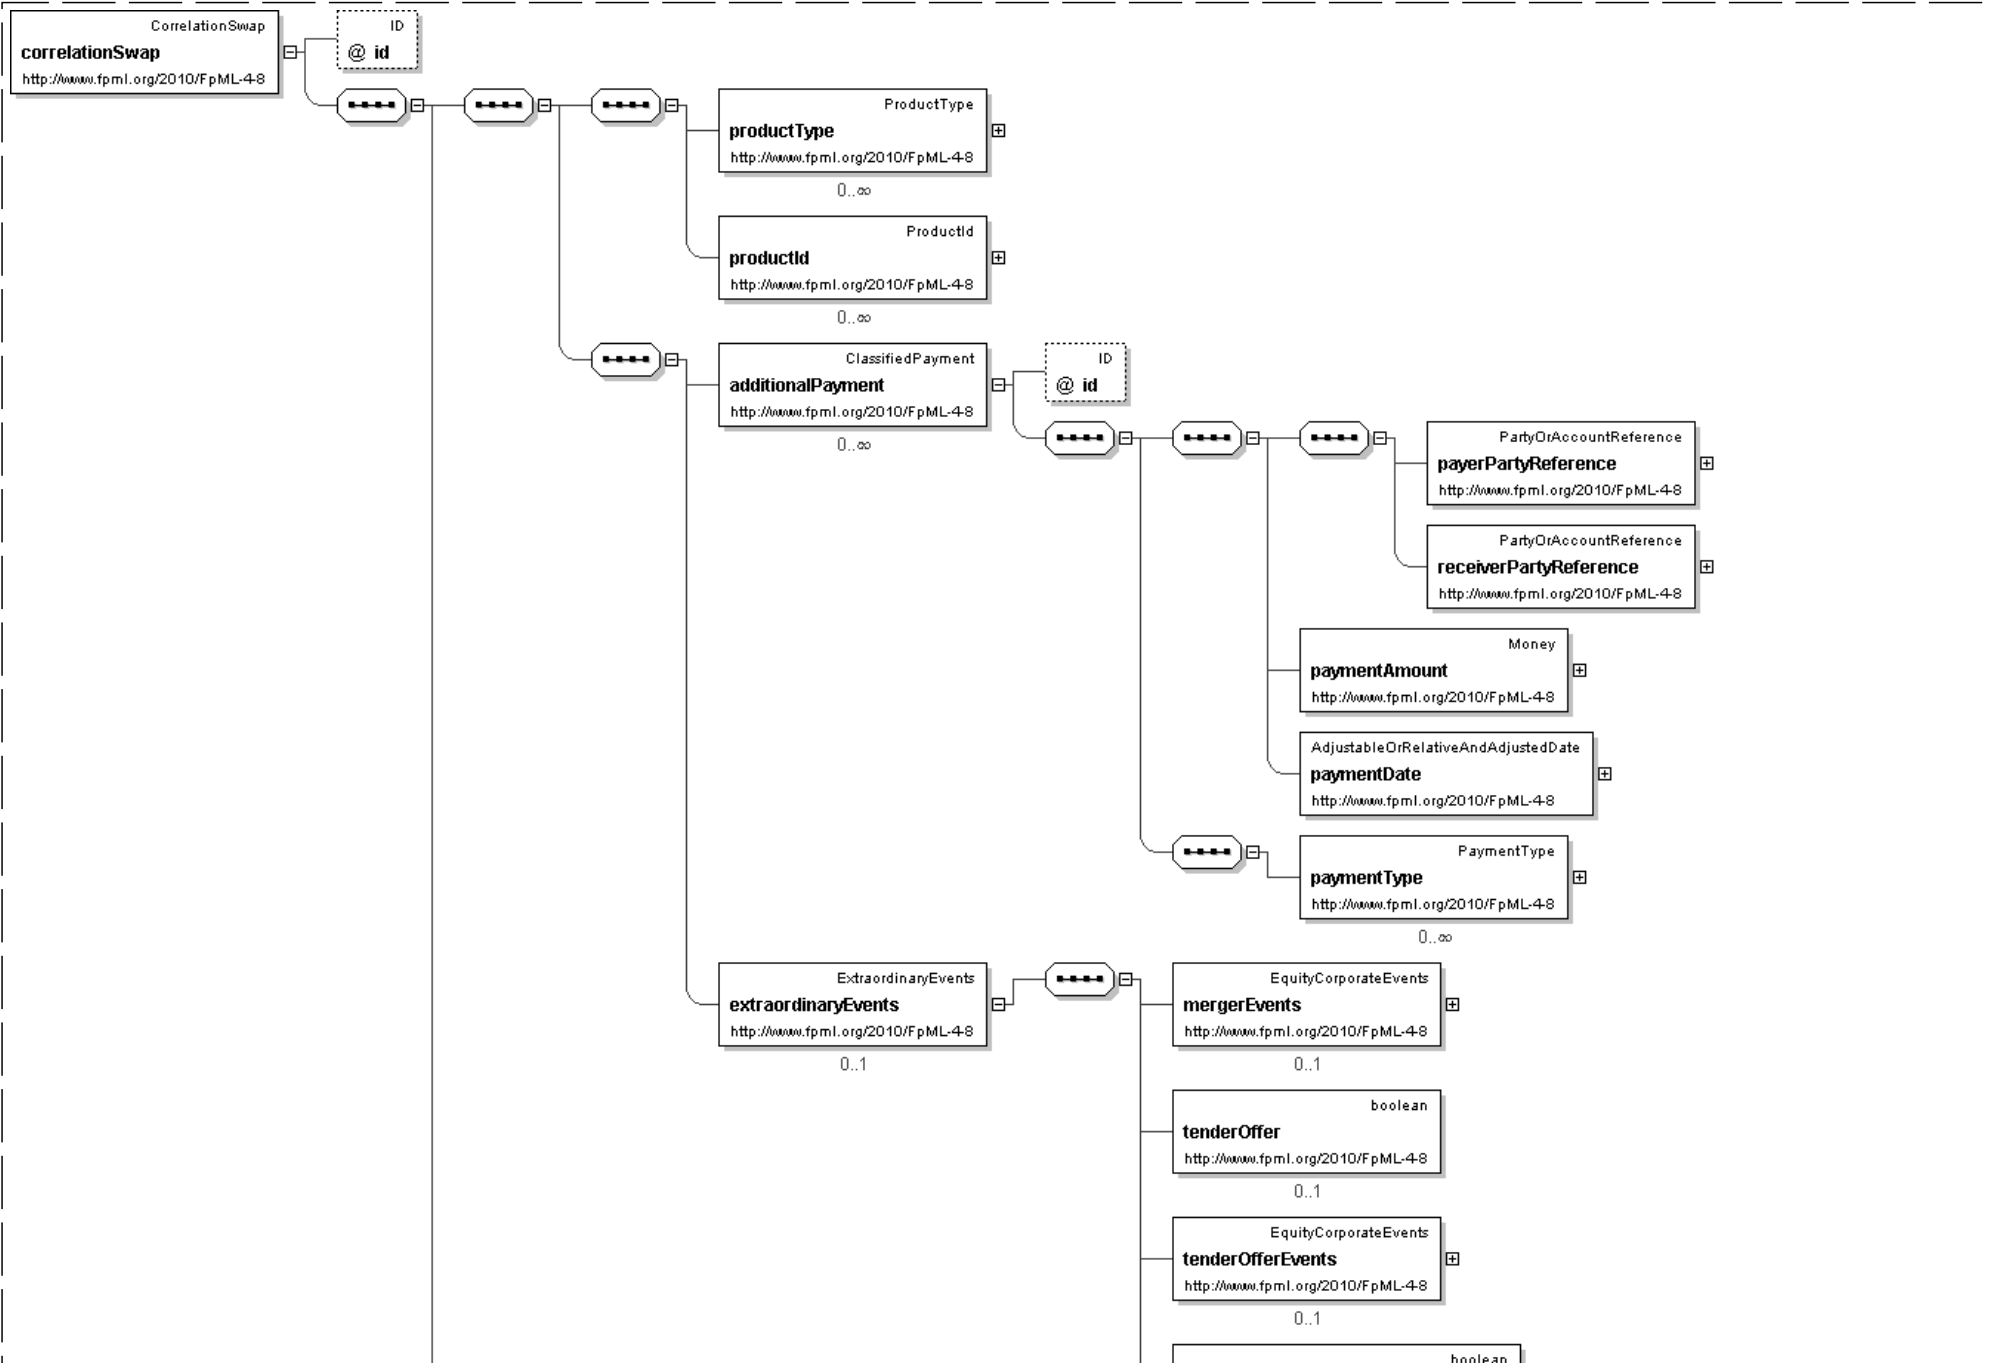 CorrelationSwap
correlationSwap
http://www.fpml.org/2010/FpML-4-8
ID
@ id
ProductType
productType
http://www.fpml.org/2010/FpML-4-8
0..∞
ProductId
productId
http://www.fpml.org/2010/FpML-4-8
0..∞
ClassifiedPayment
additionalPayment
http://www.fpml.org/2010/FpML-4-8
0..∞
ID
@ id
PartyOrAccountReference
payerPartyReference
http://www.fpml.org/2010/FpML-4-8
PartyOrAccountReference
receiverPartyReference
http://www.fpml.org/2010/FpML-4-8
Money
paymentAmount
http://www.fpml.org/2010/FpML-4-8
AdjustableOrRelativeAndAdjustedDate
paymentDate
http://www.fpml.org/2010/FpML-4-8
PaymentType
paymentType
http://www.fpml.org/2010/FpML-4-8
0..∞
ExtraordinaryEvents
extraordinaryEvents
http://www.fpml.org/2010/FpML-4-8
0..1
EquityCorporateEvents
mergerEvents
http://www.fpml.org/2010/FpML-4-8
0..1
boolean
tenderOffer
http://www.fpml.org/2010/FpML-4-8
0..1
EquityCorporateEvents
tenderOfferEvents
http://www.fpml.org/2010/FpML-4-8
0..1
boolean